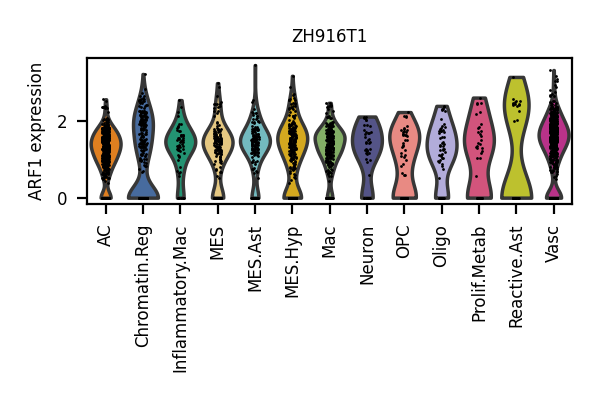 ZH916T1
ARF1 expression
2
0
AC
Chromatin.Reg
Inflammatory.Mac
MES
MES.Ast
MES.Hyp
Mac
Neuron
OPC
Oligo
Prolif.Metab
Reactive.Ast
Vasc